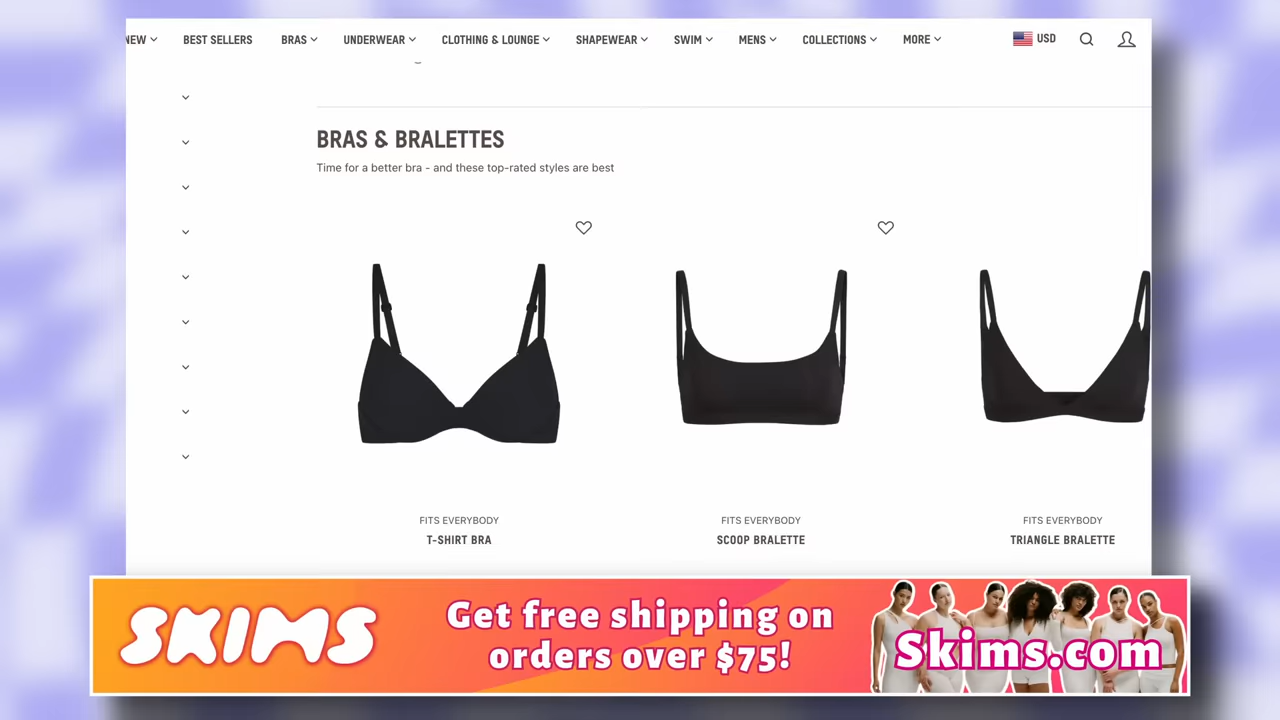 NEW BEST SELLERS BRAS UNDERWEAR CLOTHING & LOUNGE SHAPEWEAR SWIM MENS COLLECTIONS MORE USD
BRAS & BRALETTES
Time for a better bra - and these top-rated styles are best
FITS EVERYBODY FITS EVERYBODY FITS EVERYBODY
T-SHIRT BRA SCOOP BRALETTE TRIANGLE BRALETTE
SKIMS
Get free shipping on
orders over $75!
Skims.com